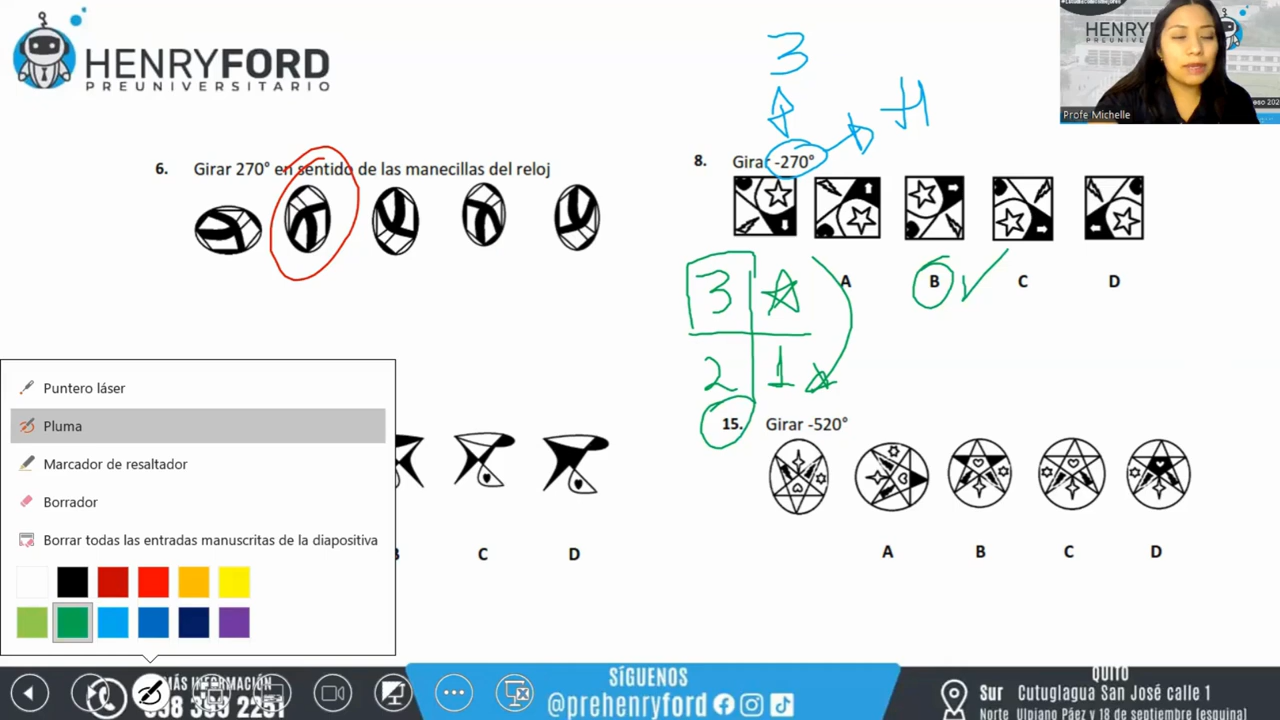 HENRYFORD
PREUNIVERSITARIO
3
H
Profe Michelle
6. Girar 270° en sentido de las manecillas del reloj
8. Girar -270°
A B C D
3
2 1
15. Girar -520°
A B C D
C D
Puntero láser
Pluma
Marcador de resaltador
Borrador
Borrar todas las entradas manuscritas de la diapositiva
MÁS INFORMACIÓN
SÍGUENOS
@prehenryford
QUITO
Sur Cutuglagua San José calle 1
Norte Ulpiano Páez y 18 de septiembre (esquina)